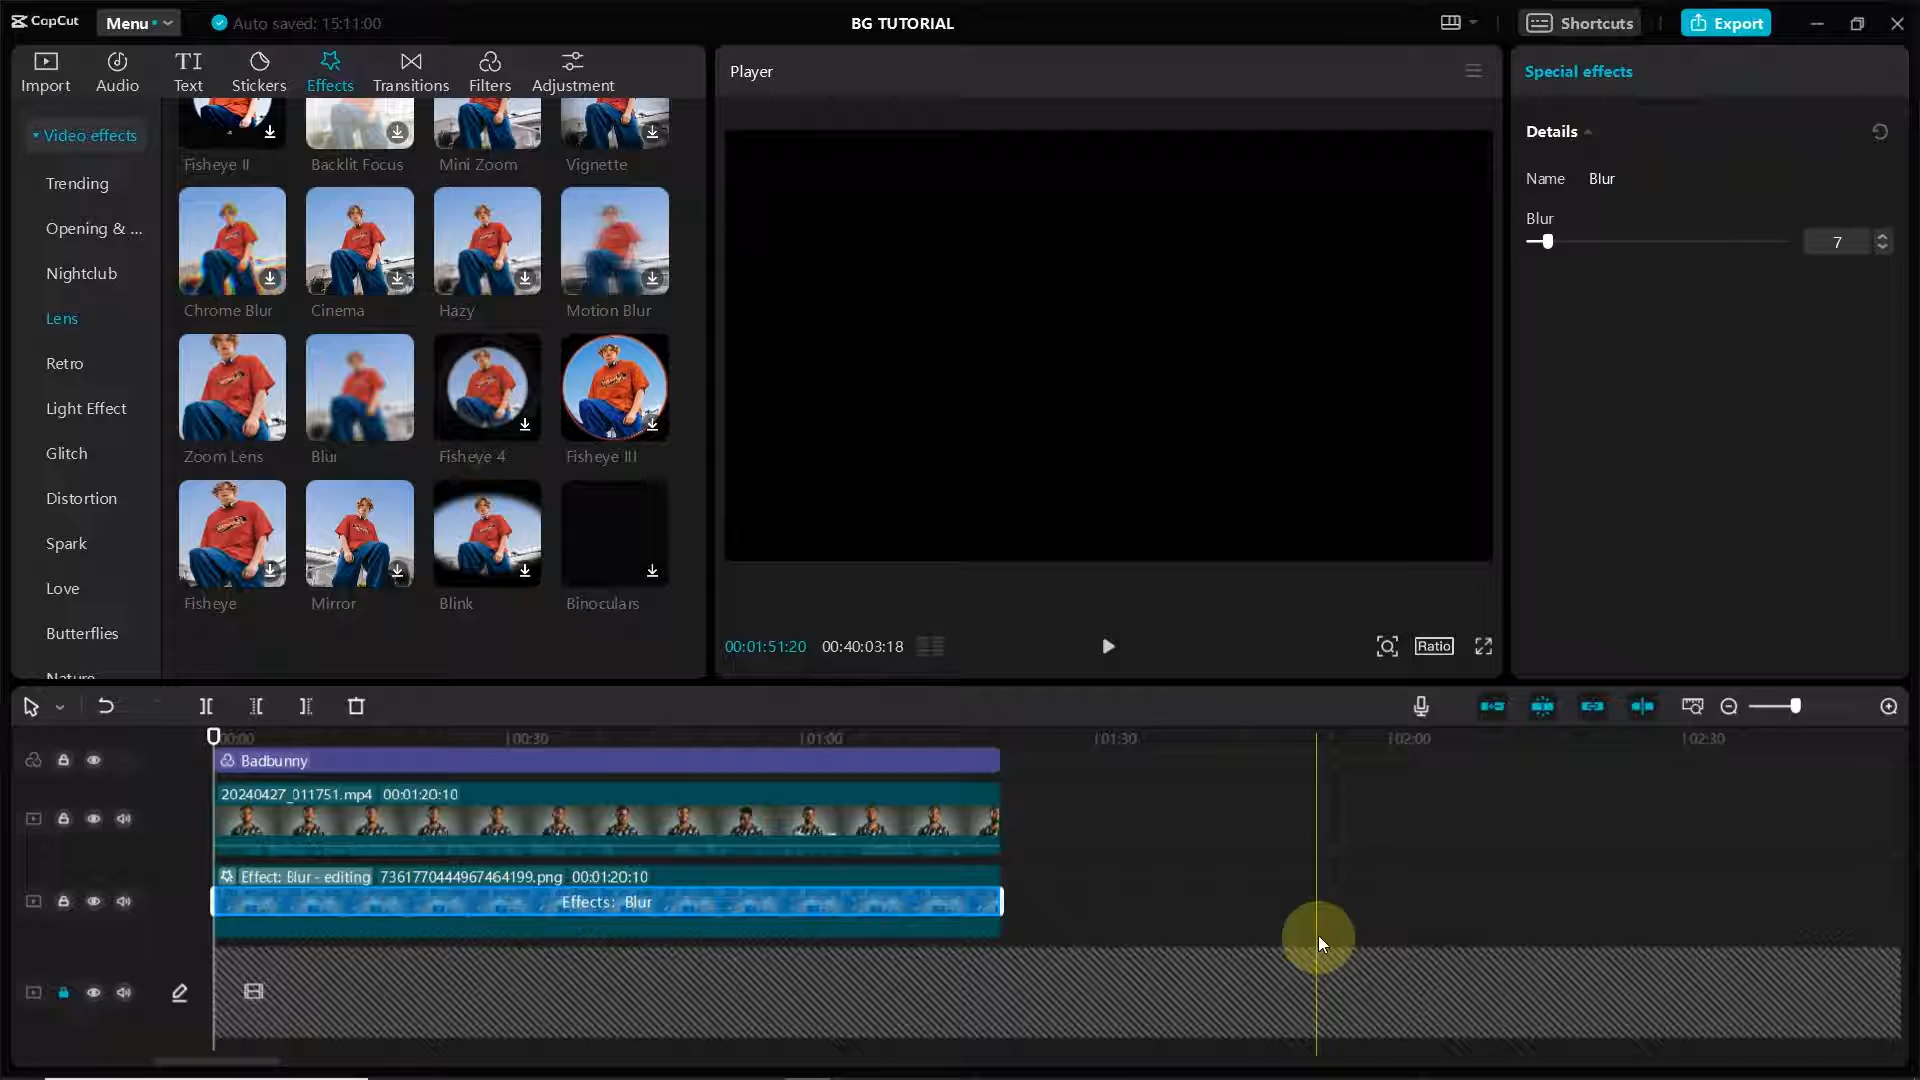 CapCut
Menu
Auto saved: 15:11:00
BG TUTORIAL
Shortcuts
Export
Import
Audio
Text
Stickers
Effects
Transitions
Filters
Adjustment
Player
Special effects
Video effects
Trending
Opening & ...
Nightclub
Lens
Retro
Light Effect
Glitch
Distortion
Spark
Love
Butterflies
Nature
Fisheye II
Backlit Focus
Mini Zoom
Vignette
Chrome Blur
Cinema
Hazy
Motion Blur
Zoom Lens
Blur
Fisheye 4
Fisheye III
Fisheye
Mirror
Blink
Binoculars
Details
Name Blur
Blur
7
00:01:51:20 00:40:03:18
Ratio
00:00
00:30
01:00
01:30
02:00
02:30
Badbunny
20240427_011751.mp4 00:01:20:10
Effect: Blur - editing 7361770444967464199.png 00:01:20:10
Effects: Blur